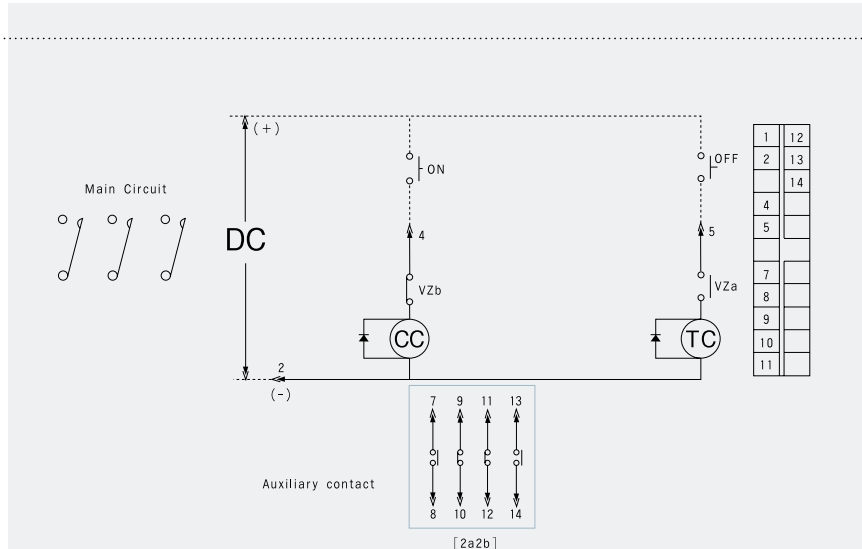 (+)
1 12
ON
OFF
2 13
14
Main Circuit
4
4
5
5
DC
7
VZb
VZa
8
9
CC
TC
10
2
11
(-)
7 9 11 13
Auxiliary contact
8 10 12 14
[2a2b]